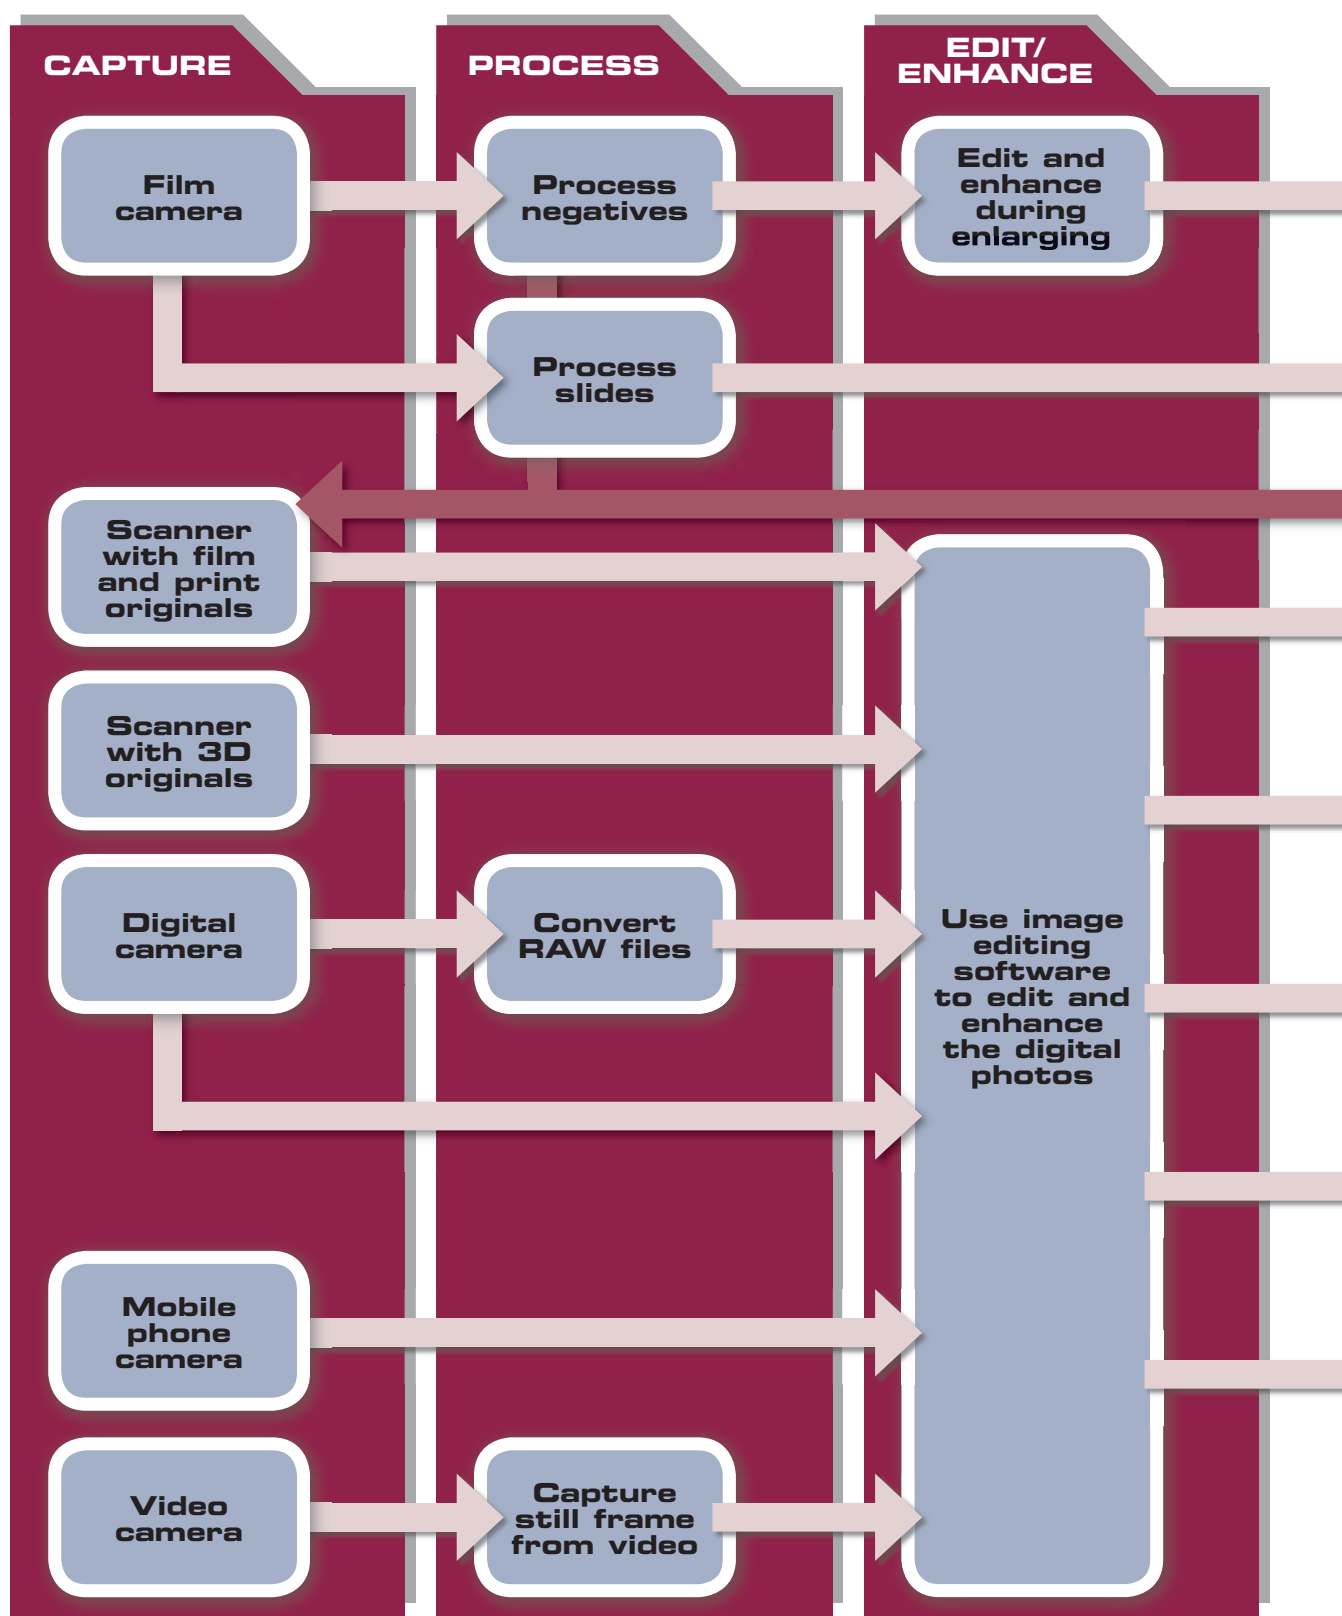 CAPTURE
PROCESS
EDIT/
ENHANCE
Film
camera
Process
negatives
Edit and
enhance
during
enlarging
Process
slides
Scanner
with film
and print
originals
Scanner
with 3D
originals
Digital
camera
Convert
RAW files
Use image
editing
software
to edit and
enhance
the digital
photos
Mobile
phone
camera
Video
camera
Capture
still frame
from video